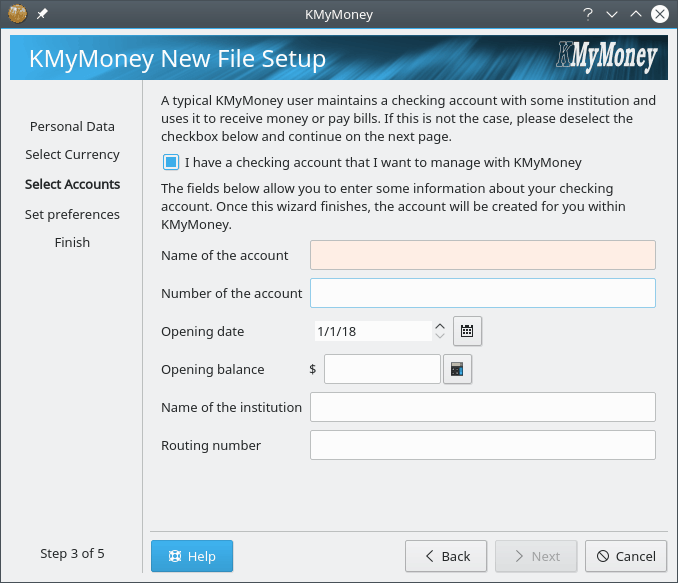 KMyMoney
?
KMyMoney New File Setup
KMyMoney
Personal Data
Select Currency
Select Accounts
Set preferences
Finish
A typical KMyMoney user maintains a checking account with some institution and
uses it to receive money or pay bills. If this is not the case, please deselect the
checkbox below and continue on the next page.
I have a checking account that I want to manage with KMyMoney
The fields below allow you to enter some information about your checking
account. Once this wizard finishes, the account will be created for you within
KMyMoney.
Name of the account
Number of the account
Opening date 1/1/18
Opening balance $
Name of the institution
Routing number
Step 3 of 5
Help Back Next Cancel